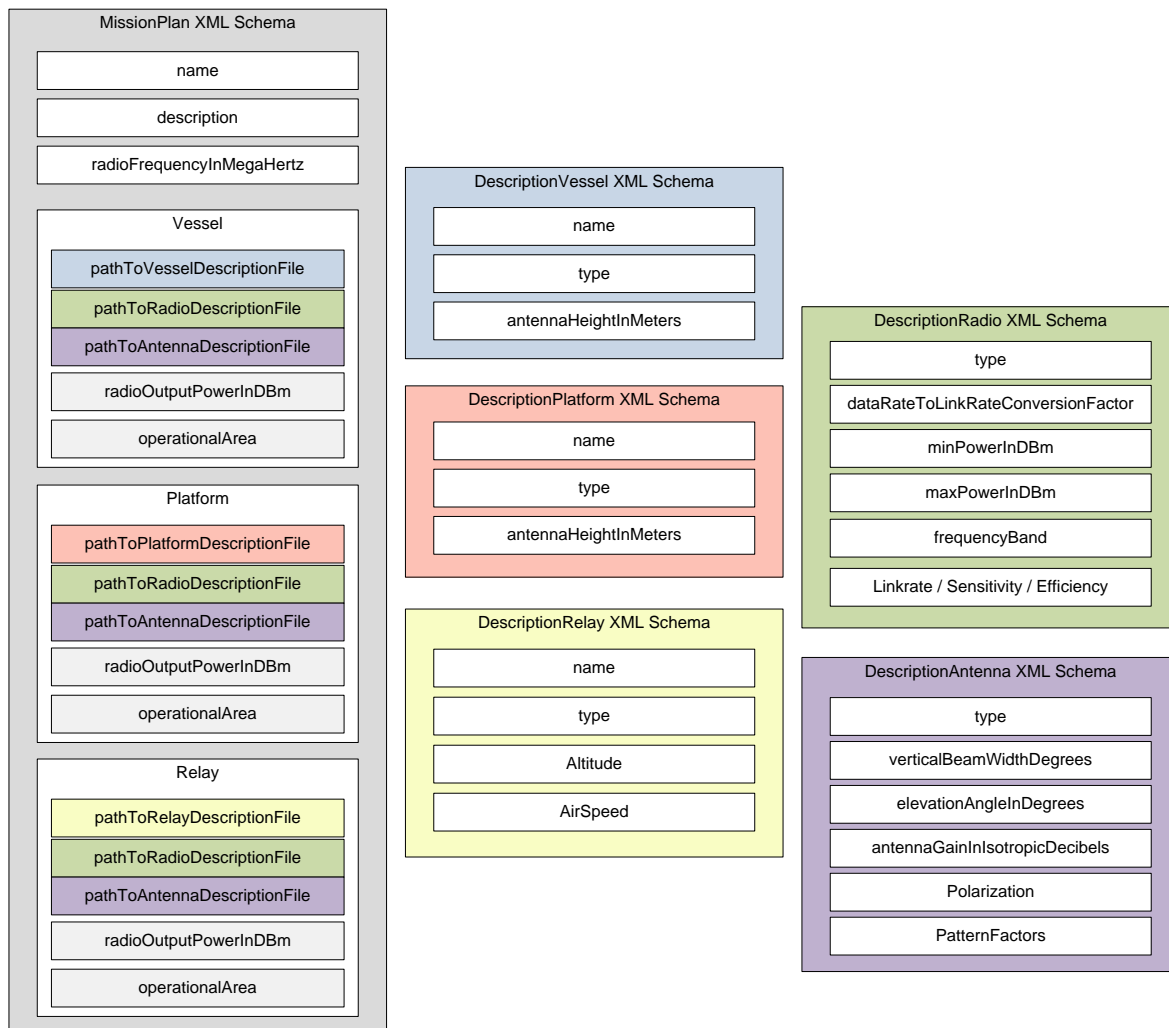 MissionPlan XML Schema
name
description
radioFrequencyInMegaHertz
Vessel
pathToVesselDescriptionFile
pathToRadioDescriptionFile
pathToAntennaDescriptionFile
radioOutputPowerInDBm
operationalArea
Platform
pathToPlatformDescriptionFile
pathToRadioDescriptionFile
pathToAntennaDescriptionFile
radioOutputPowerInDBm
operationalArea
Relay
pathToRelayDescriptionFile
pathToRadioDescriptionFile
pathToAntennaDescriptionFile
radioOutputPowerInDBm
operationalArea
DescriptionVessel XML Schema
name
type
antennaHeightInMeters
DescriptionPlatform XML Schema
name
type
antennaHeightInMeters
DescriptionRelay XML Schema
name
type
Altitude
AirSpeed
DescriptionRadio XML Schema
type
dataRateToLinkRateConversionFactor
minPowerInDBm
maxPowerInDBm
frequencyBand
Linkrate / Sensitivity / Efficiency
DescriptionAntenna XML Schema
type
verticalBeamWidthDegrees
elevationAngleInDegrees
antennaGainInIsotropicDecibels
Polarization
PatternFactors